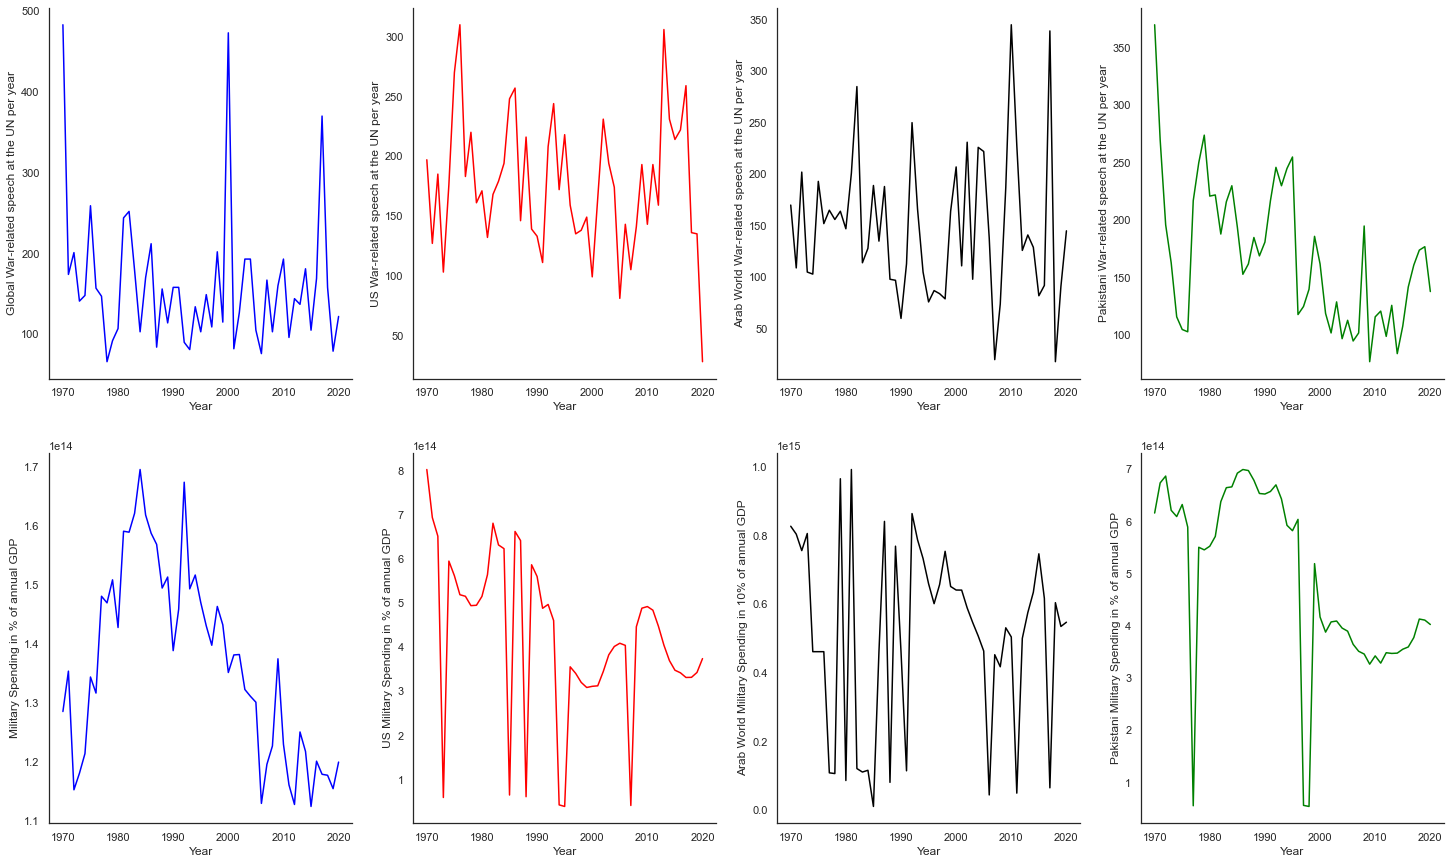 Global War-related speech at the UN per year
500
400
300
200
100
1970 1980 1990 2000 2010 2020
Year
US War-related speech at the UN per year
300
250
200
150
100
50
1970 1980 1990 2000 2010 2020
Year
Arab World War-related speech at the UN per year
350
300
250
200
150
100
50
1970 1980 1990 2000 2010 2020
Year
Pakistani War-related speech at the UN per year
350
300
250
200
150
100
1970 1980 1990 2000 2010 2020
Year
1e14
Military Spending in % of annual GDP
1.7
1.6
1.5
1.4
1.3
1.2
1.1
1970 1980 1990 2000 2010 2020
Year
1e14
US Military Spending in % of annual GDP
8
7
6
5
4
3
2
1
1970 1980 1990 2000 2010 2020
Year
1e15
Arab World Military Spending in 10% of annual GDP
1.0
0.8
0.6
0.4
0.2
0.0
1970 1980 1990 2000 2010 2020
Year
1e14
Pakistani Military Spending in % of annual GDP
7
6
5
4
3
2
1
1970 1980 1990 2000 2010 2020
Year